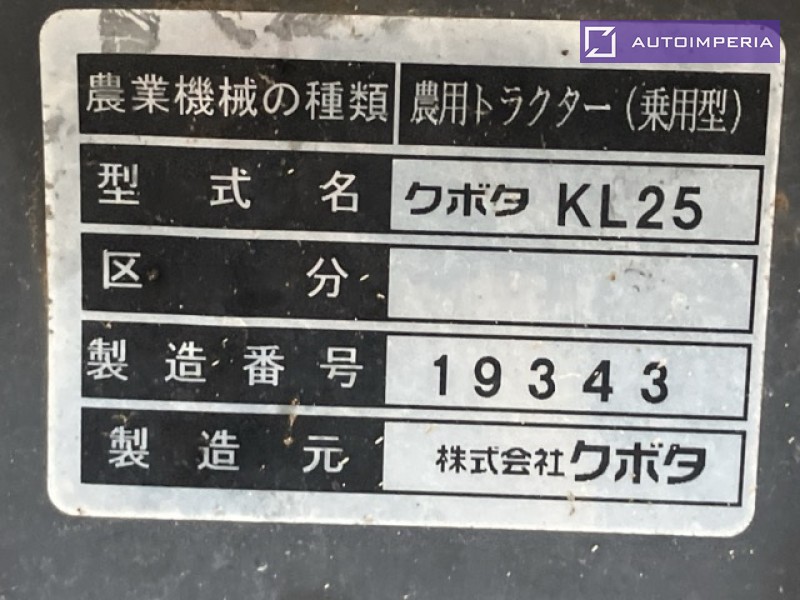 AUTOIMPERIA
農業機械の種類 農用トラクター(乗用型)
型式名 クボタ KL25
区分
製造番号 19343
製造元 株式会社クボタ